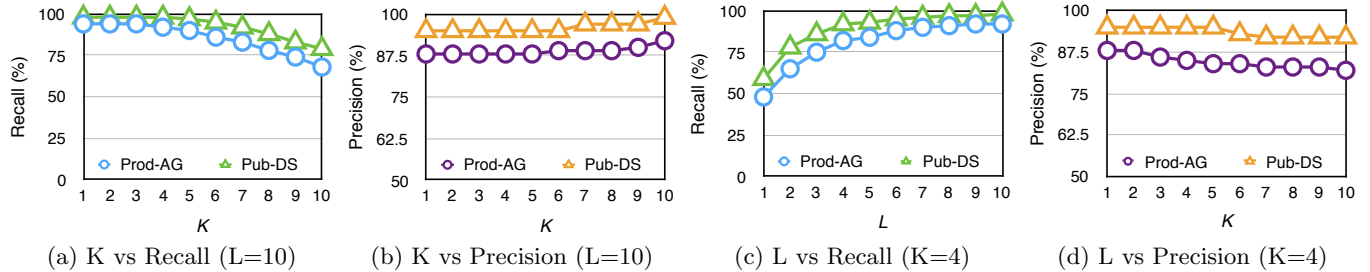 Recall (%)
100
75
50
25
0
Prod-AG Pub-DS
1 2 3 4 5 6 7 8 9 10
K
(a) K vs Recall (L=10)
Precision (%)
100
87.5
75
62.5
50
Prod-AG Pub-DS
1 2 3 4 5 6 7 8 9 10
K
(b) K vs Precision (L=10)
Recall (%)
100
75
50
25
0
Prod-AG Pub-DS
1 2 3 4 5 6 7 8 9 10
L
(c) L vs Recall (K=4)
Precision (%)
100
87.5
75
62.5
50
Prod-AG Pub-DS
1 2 3 4 5 6 7 8 9 10
K
(d) L vs Precision (K=4)